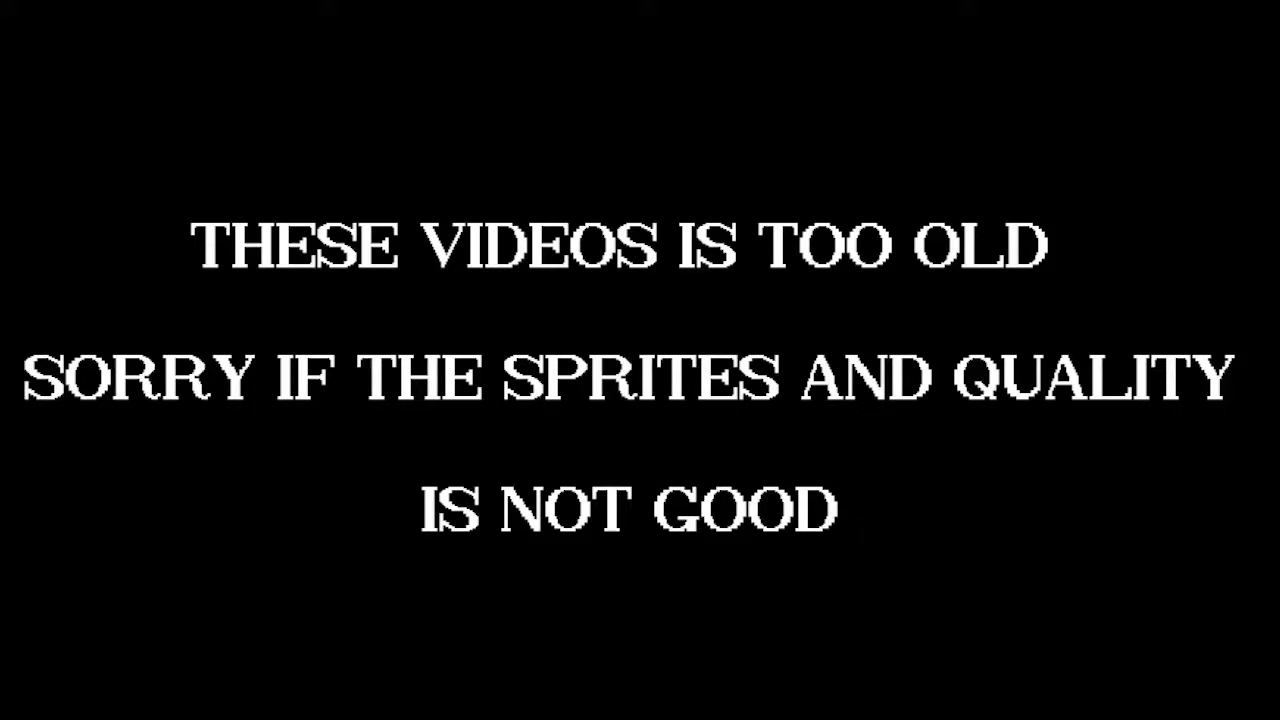 THESE VIDEOS IS TOO OLD
SORRY IF THE SPRITES AND QUALITY
IS NOT GOOD